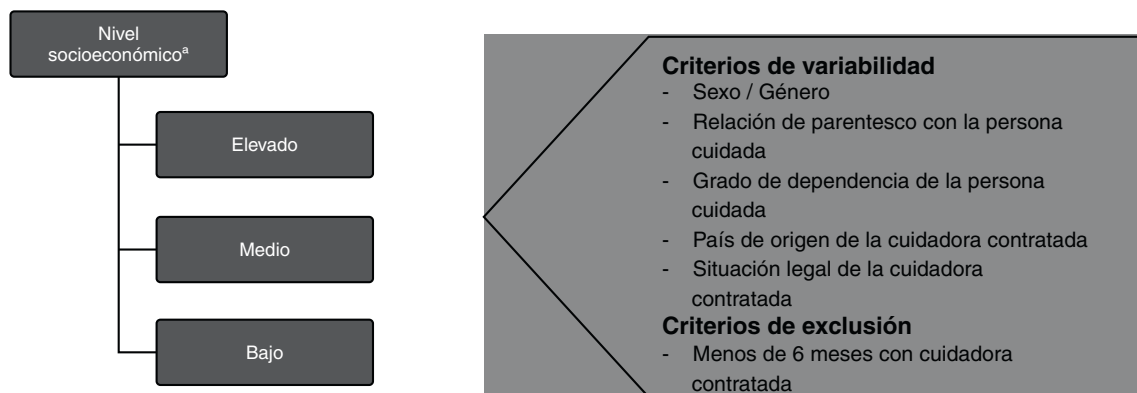 Nivel
socioeconómicoª
Elevado
Medio
Bajo
Criterios de variabilidad
- Sexo / Género
- Relación de parentesco con la persona
cuidada
- Grado de dependencia de la persona
cuidada
- País de origen de la cuidadora contratada
- Situación legal de la cuidadora
contratada
Criterios de exclusión
- Menos de 6 meses con cuidadora
contratada